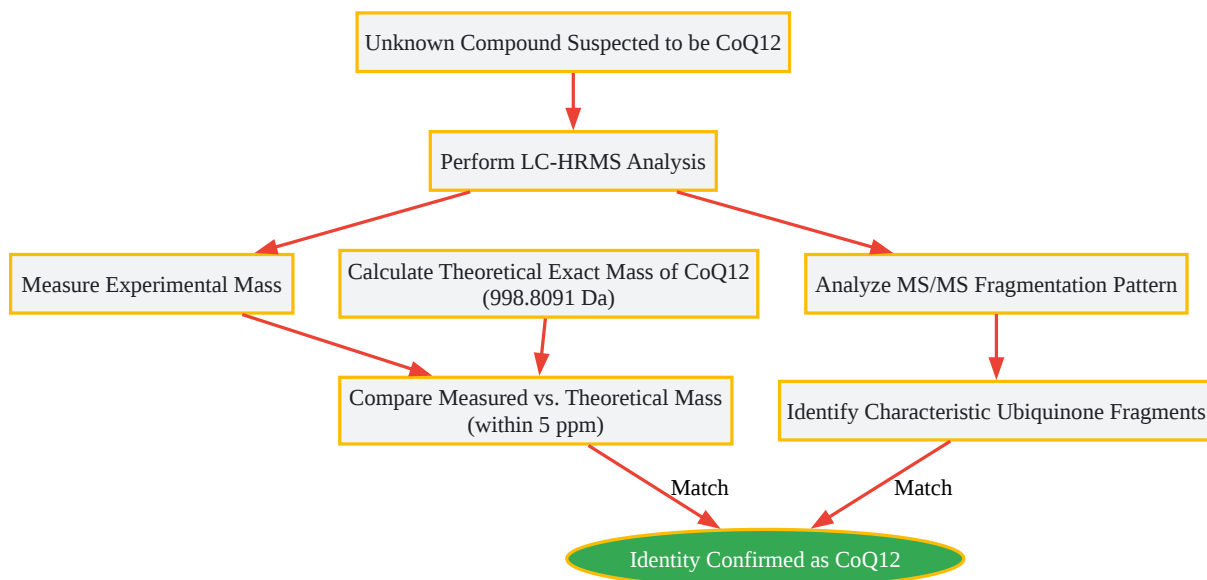 Unknown Compound Suspected to be CoQ12
Perform LC-HRMS Analysis
Measure Experimental Mass
Calculate Theoretical Exact Mass of CoQ12
(998.8091 Da)
Analyze MS/MS Fragmentation Pattern
Compare Measured vs. Theoretical Mass
(within 5 ppm)
Identify Characteristic Ubiquinone Fragments
Match
Match
Identity Confirmed as CoQ12